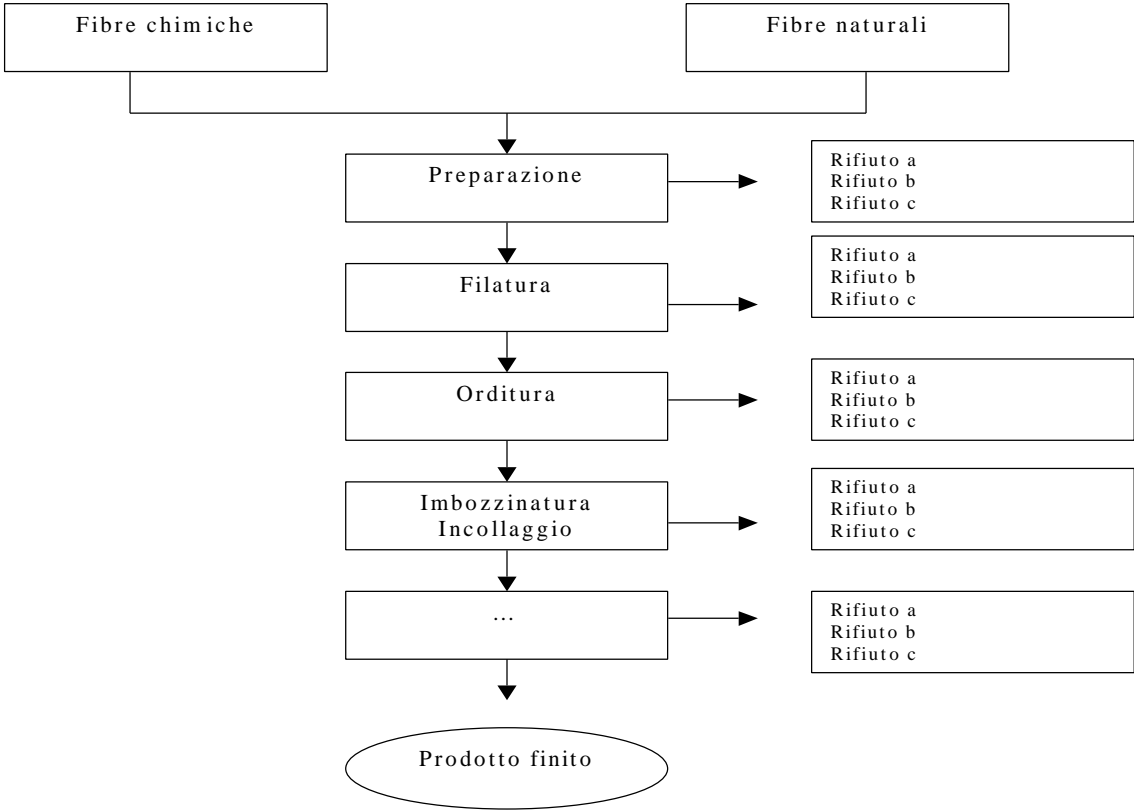 Fibre chimiche
Fibre naturali
Preparazione
Rifiuto a
Rifiuto b
Rifiuto c
Filatura
Rifiuto a
Rifiuto b
Rifiuto c
Orditura
Rifiuto a
Rifiuto b
Rifiuto c
Imbozzinatura
Incollaggio
Rifiuto a
Rifiuto b
Rifiuto c
...
Rifiuto a
Rifiuto b
Rifiuto c
Prodotto finito